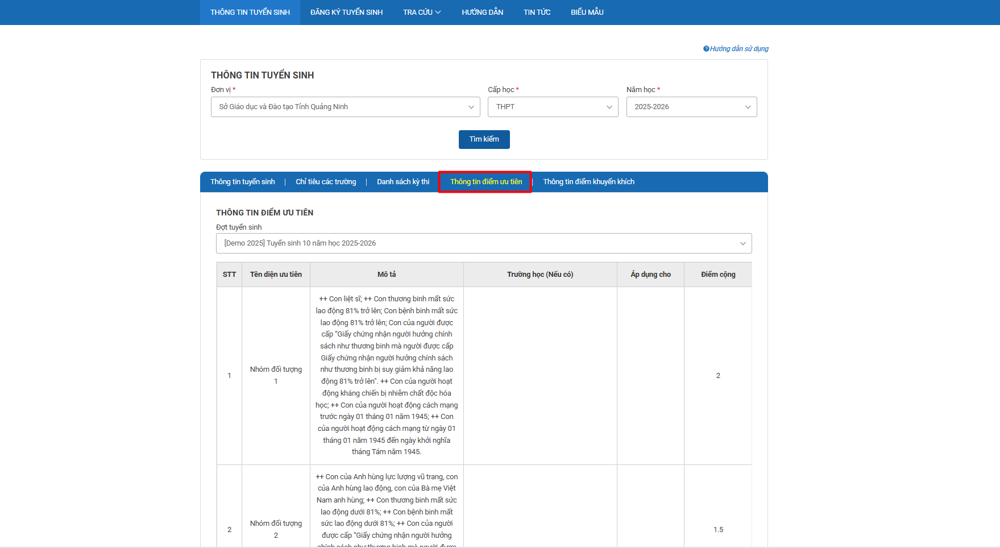 THÔNG TIN TUYỂN SINH
ĐĂNG KÝ TUYỂN SINH
TRA CỨU
HƯỚNG DẪN
TIN TỨC
BIỂU MẪU
Hướng dẫn sử dụng
THÔNG TIN TUYỂN SINH
Đơn vị *
Cấp học *
Năm học *
Sở Giáo dục và Đào tạo Tỉnh Quảng Ninh
THPT
2025-2026
Tìm kiếm
Thông tin tuyển sinh
Chỉ tiêu các trường
Danh sách kỳ thi
Thông tin điểm ưu tiên
Thông tin điểm khuyến khích
THÔNG TIN ĐIỂM ƯU TIÊN
Đợt tuyển sinh
[Demo 2025] Tuyển sinh 10 năm học 2025-2026
STT
Tên diện ưu tiên
Mô tả
Trường học (Nếu có)
Áp dụng cho
Điểm cộng
1
Nhóm đối tượng
1
++ Con liệt sĩ; ++ Con thương binh mất sức
lao động 81% trở lên; Con bệnh binh mất sức
lao động 81% trở lên; Con của người được
cấp “Giấy chứng nhận người hưởng chính
sách như thương binh mà người được cấp
Giấy chứng nhận người hưởng chính sách
như thương binh bị suy giảm khả năng lao
động 81% trở lên". ++ Con của người hoạt
động kháng chiến bị nhiễm chất độc hóa
học; ++ Con của người hoạt động cách mạng
trước ngày 01 tháng 01 năm 1945; ++ Con
của người hoạt động cách mạng từ ngày 01
tháng 01 năm 1945 đến ngày khởi nghĩa
tháng Tám năm 1945.
2
2
Nhóm đối tượng
2
++ Con của Anh hùng lực lượng vũ trang, con
của Anh hùng lao động, con của Bà mẹ Việt
Nam anh hùng; ++ Con thương binh mất sức
lao động dưới 81%; ++ Con bệnh binh mất
sức lao động dưới 81%; ++ Con của người
được cấp “Giấy chứng nhận người hưởng
chính sách như thương binh mà người được
1.5